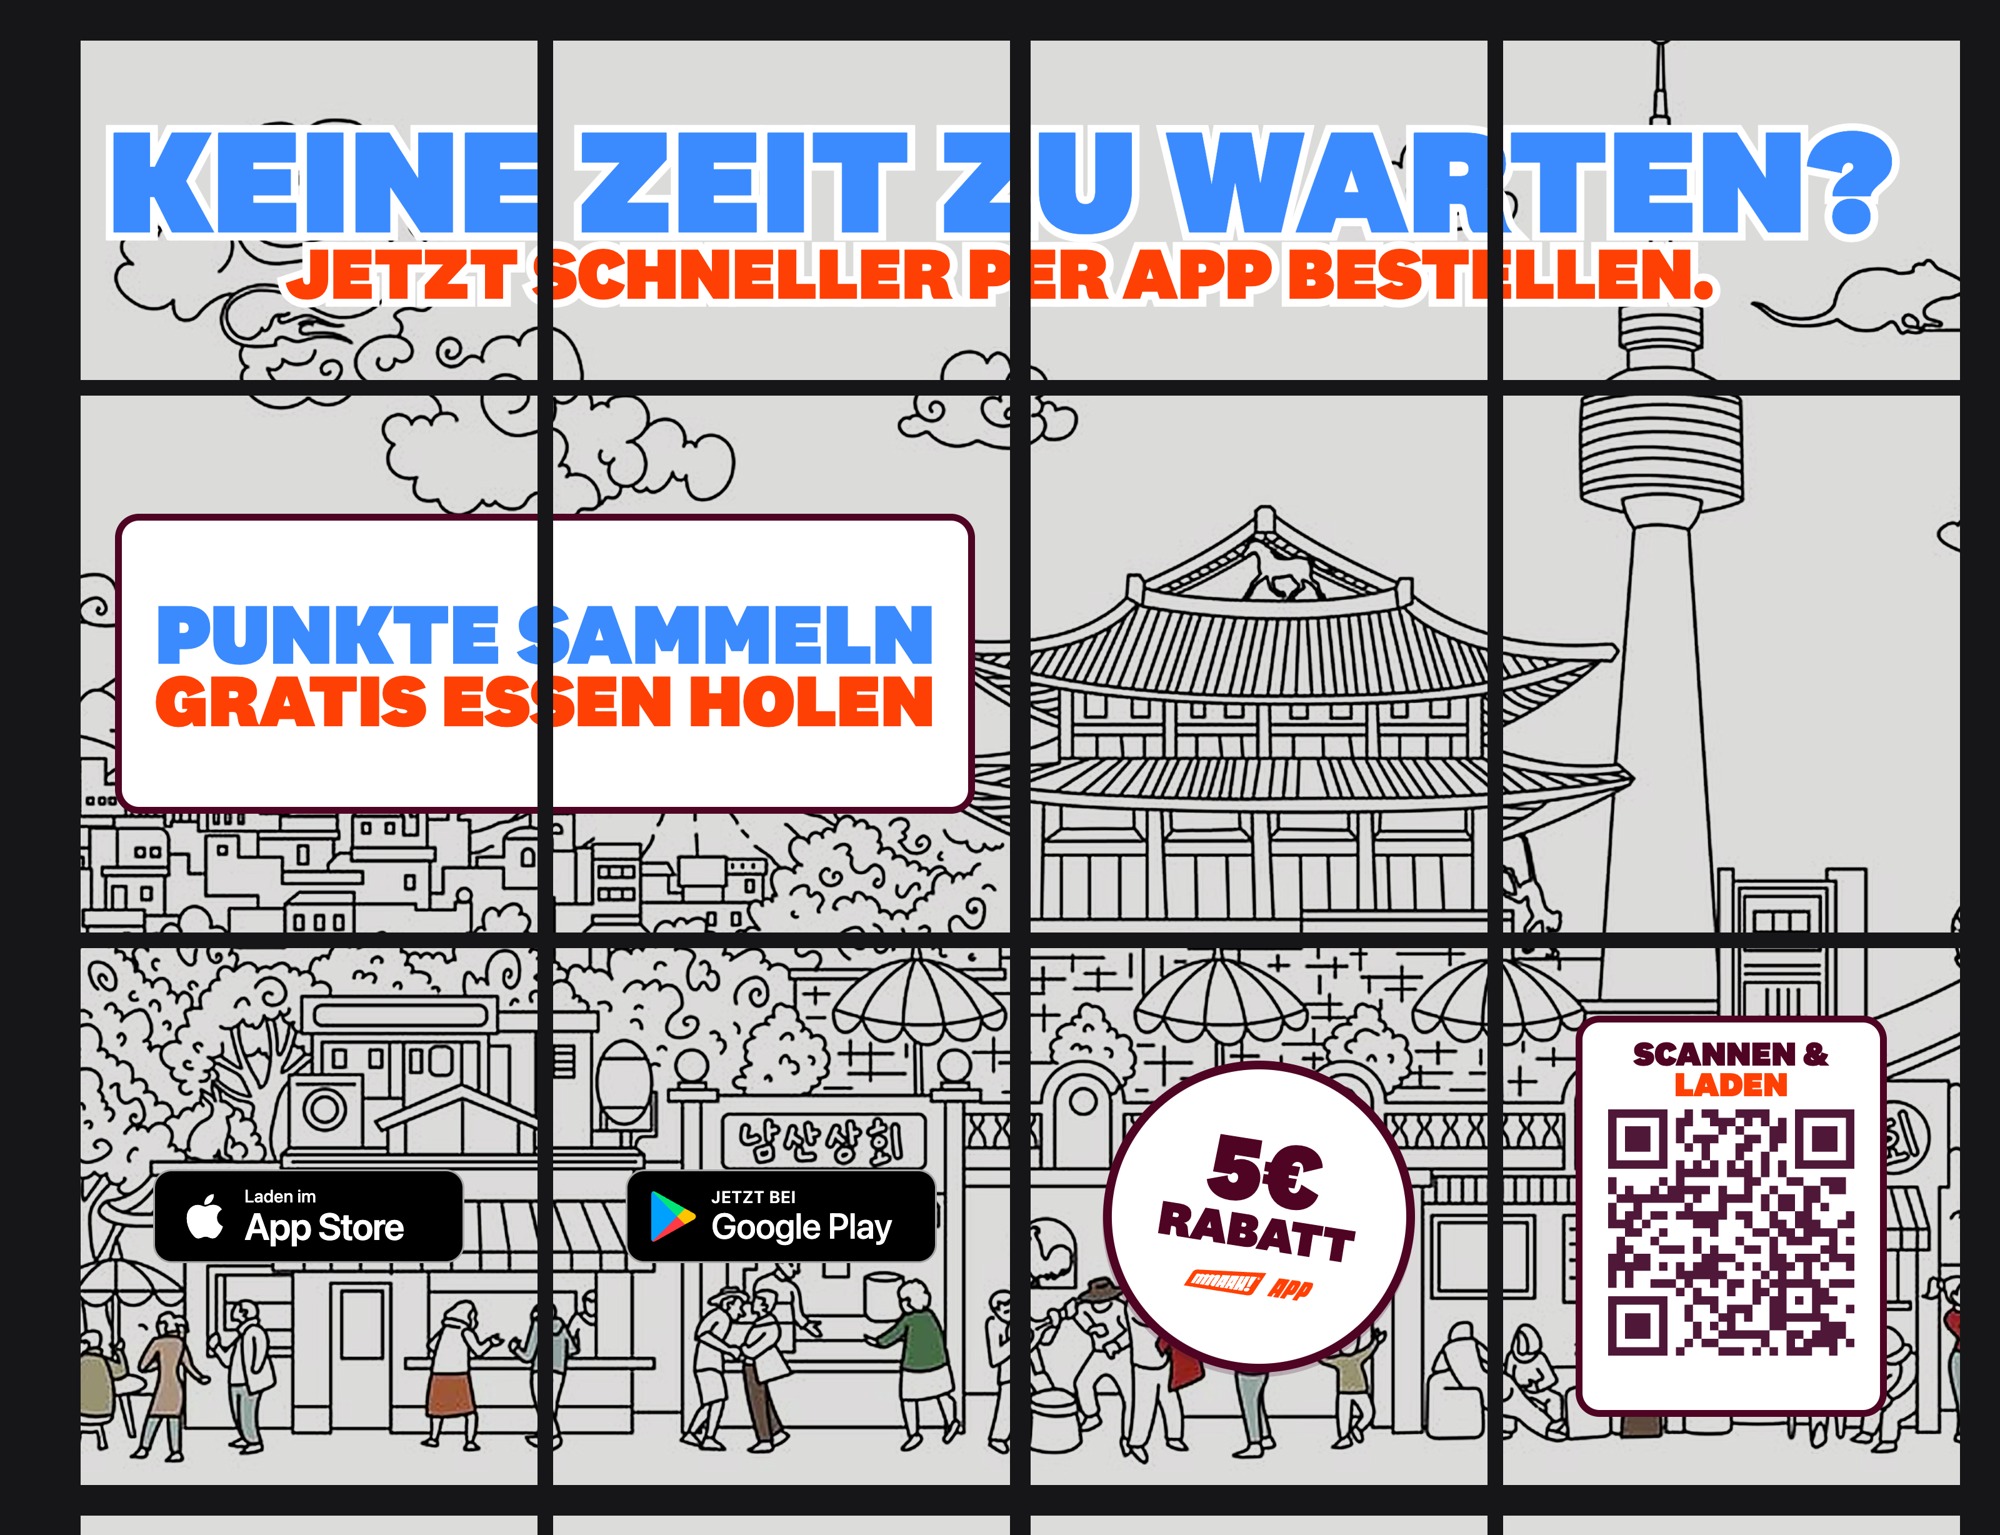 KEINE ZEIT ZU WARTEN?
JETZT SCHNELLER PER APP BESTELLEN.
PUNKTE SAMMELN
GRATIS ESSEN HOLEN
남산상회
Laden im
App Store
JETZT BEI
Google Play
5€
RABATT
MMAAH! APP
SCANNEN &
LADEN